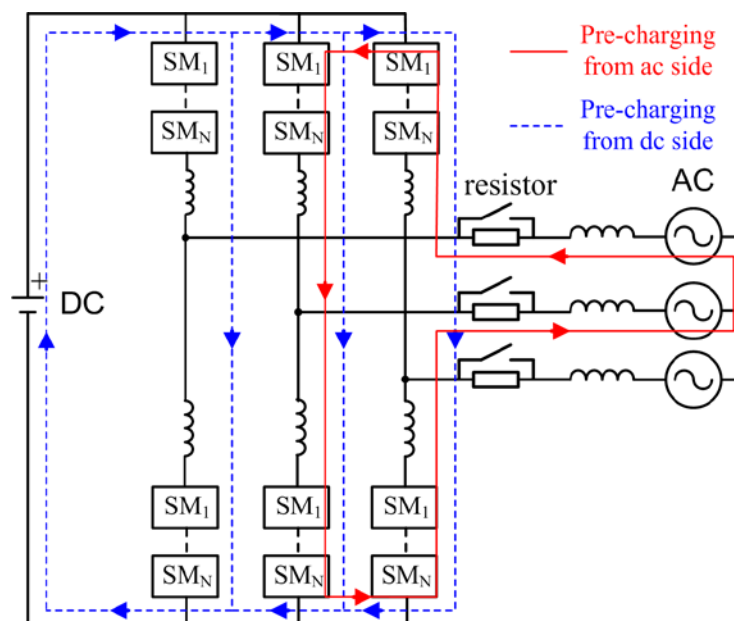 SM1 SM1 SM1
SMN SMN SMN
Pre-charging
from ac side
Pre-charging
from dc side
resistor
AC
+
DC
SM1 SM1 SM1
SMN SMN SMN